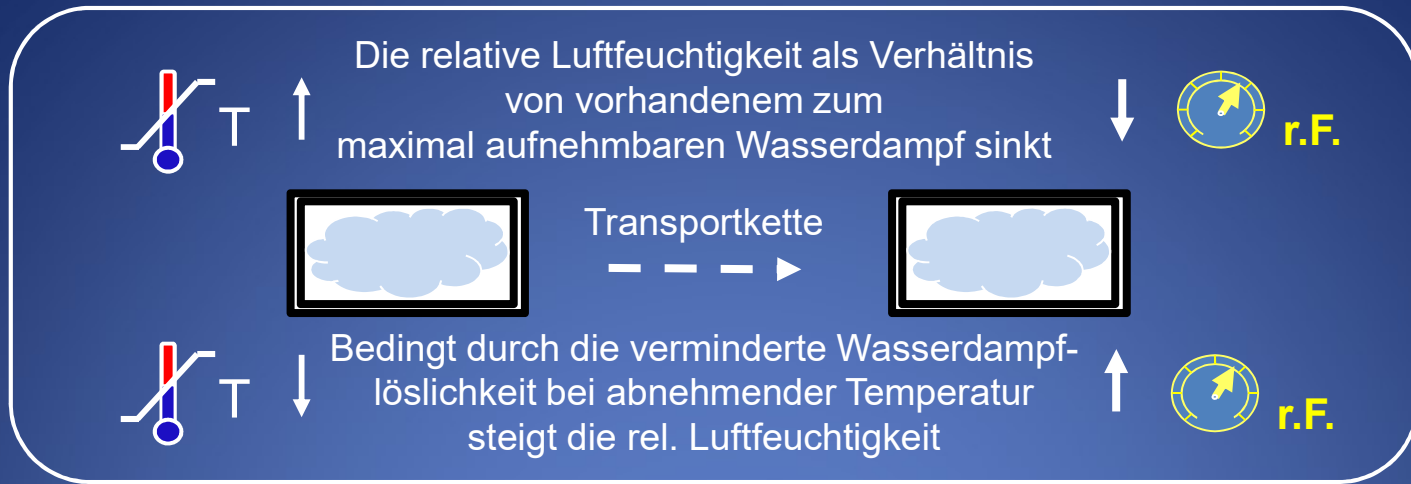 Die relative Luftfeuchtigkeit als Verhältnis
von vorhandenem zum
maximal aufnehmbaren Wasserdampf sinkt
T
r.F.
Transportkette
Bedingt durch die verminderte Wasserdampf-
löslichkeit bei abnehmender Temperatur
steigt die rel. Luftfeuchtigkeit
T
r.F.